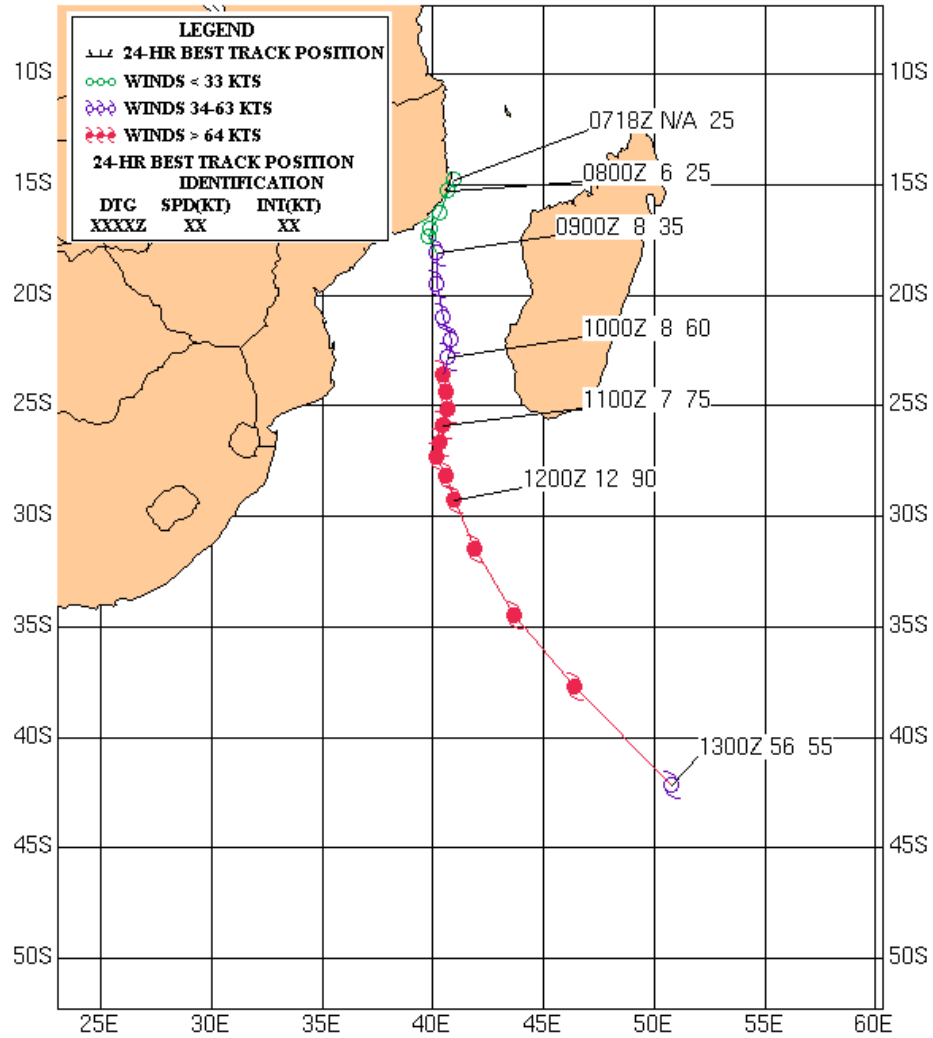 LEGEND
24-HR BEST TRACK POSITION
WINDS < 33 KTS
WINDS 34-63 KTS
WINDS > 64 KTS
24-HR BEST TRACK POSITION
IDENTIFICATION
DTG SPD(KT) INT(KT)
XXXXZ XX XX
10S 10S
0718Z N/A 25
0800Z 6 25
15S 15S
0900Z 8 35
20S 20S
1000Z 8 60
25S 25S
1100Z 7 75
1200Z 12 90
30S 30S
35S 35S
40S 40S
1300Z 56 55
45S 45S
50S 50S
25E 30E 35E 40E 45E 50E 55E 60E